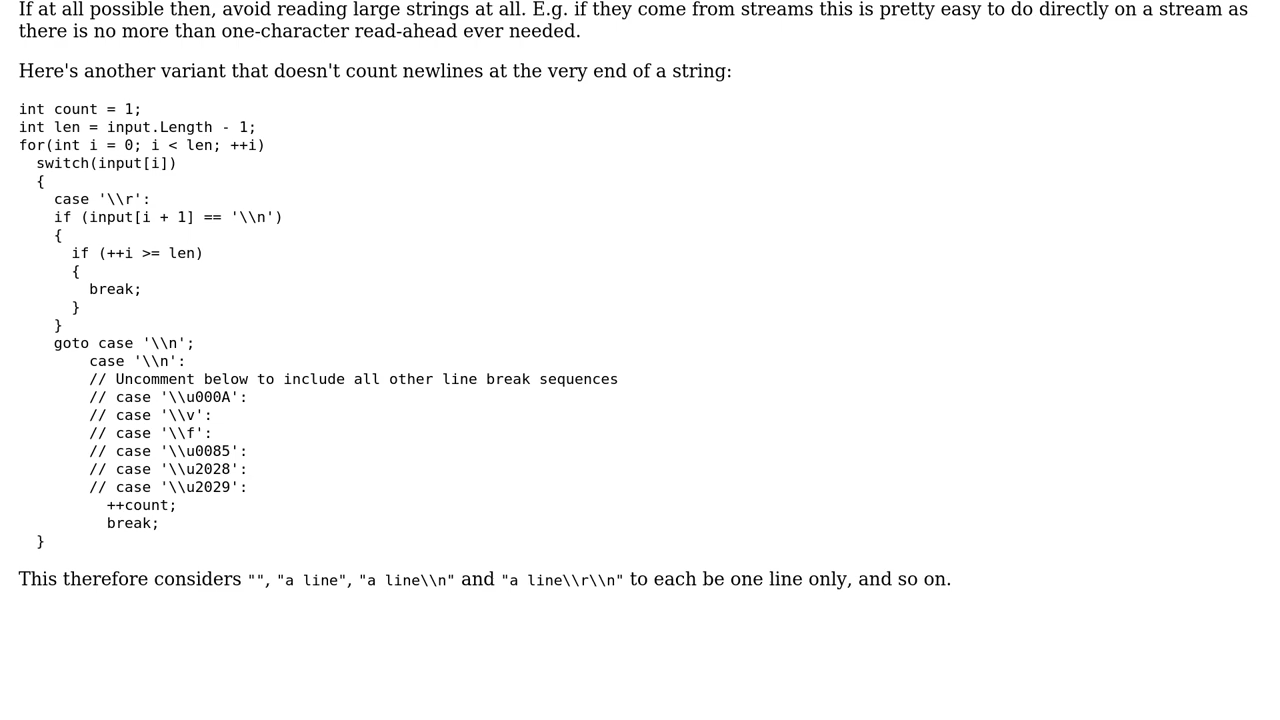 If at all possible then, avoid reading large strings at all. E.g. if they come from streams this is pretty easy to do directly on a stream as
there is no more than one-character read-ahead ever needed.
Here's another variant that doesn't count newlines at the very end of a string:
int count = 1;
int len = input.Length - 1;
for(int i = 0; i < len; ++i)
  switch(input[i])
  {
    case '\\r':
    if (input[i + 1] == '\\n')
    {
      if (++i >= len)
      {
        break;
      }
    }
    goto case '\\n';
        case '\\n':
        // Uncomment below to include all other line break sequences
        // case '\\u000A':
        // case '\\v':
        // case '\\f':
        // case '\\u0085':
        // case '\\u2028':
        // case '\\u2029':
          ++count;
          break;
  }
This therefore considers "", "a line", "a line\\n" and "a line\\r\\n" to each be one line only, and so on.